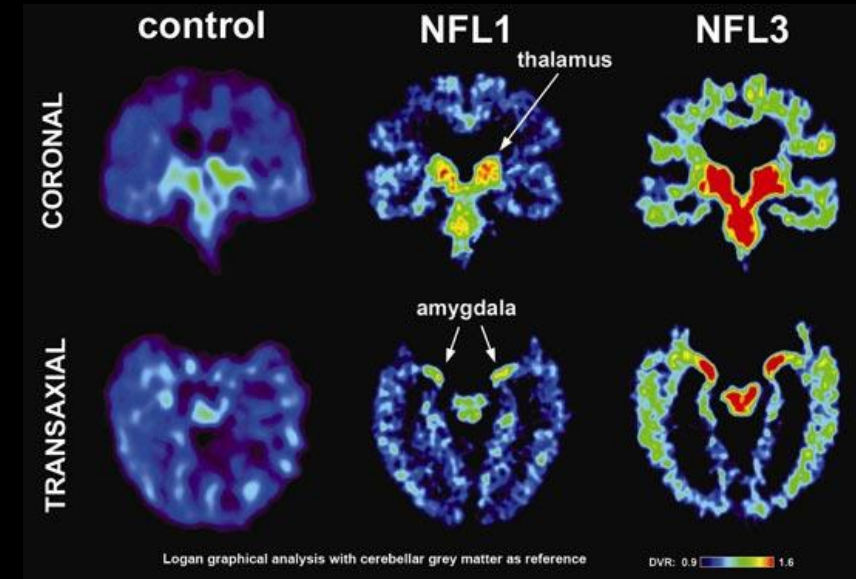 control NFL1 NFL3
thalamus
CORONAL
amygdala
TRANSAXIAL
Logan graphical analysis with cerebellar grey matter as reference
DVR: 0.9 1.6